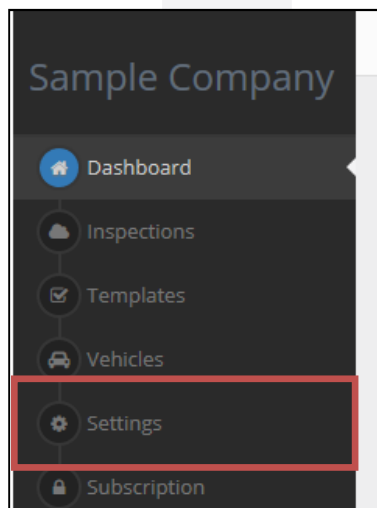 Sample Company
Dashboard
Inspections
Templates
Vehicles
Settings
Subscription